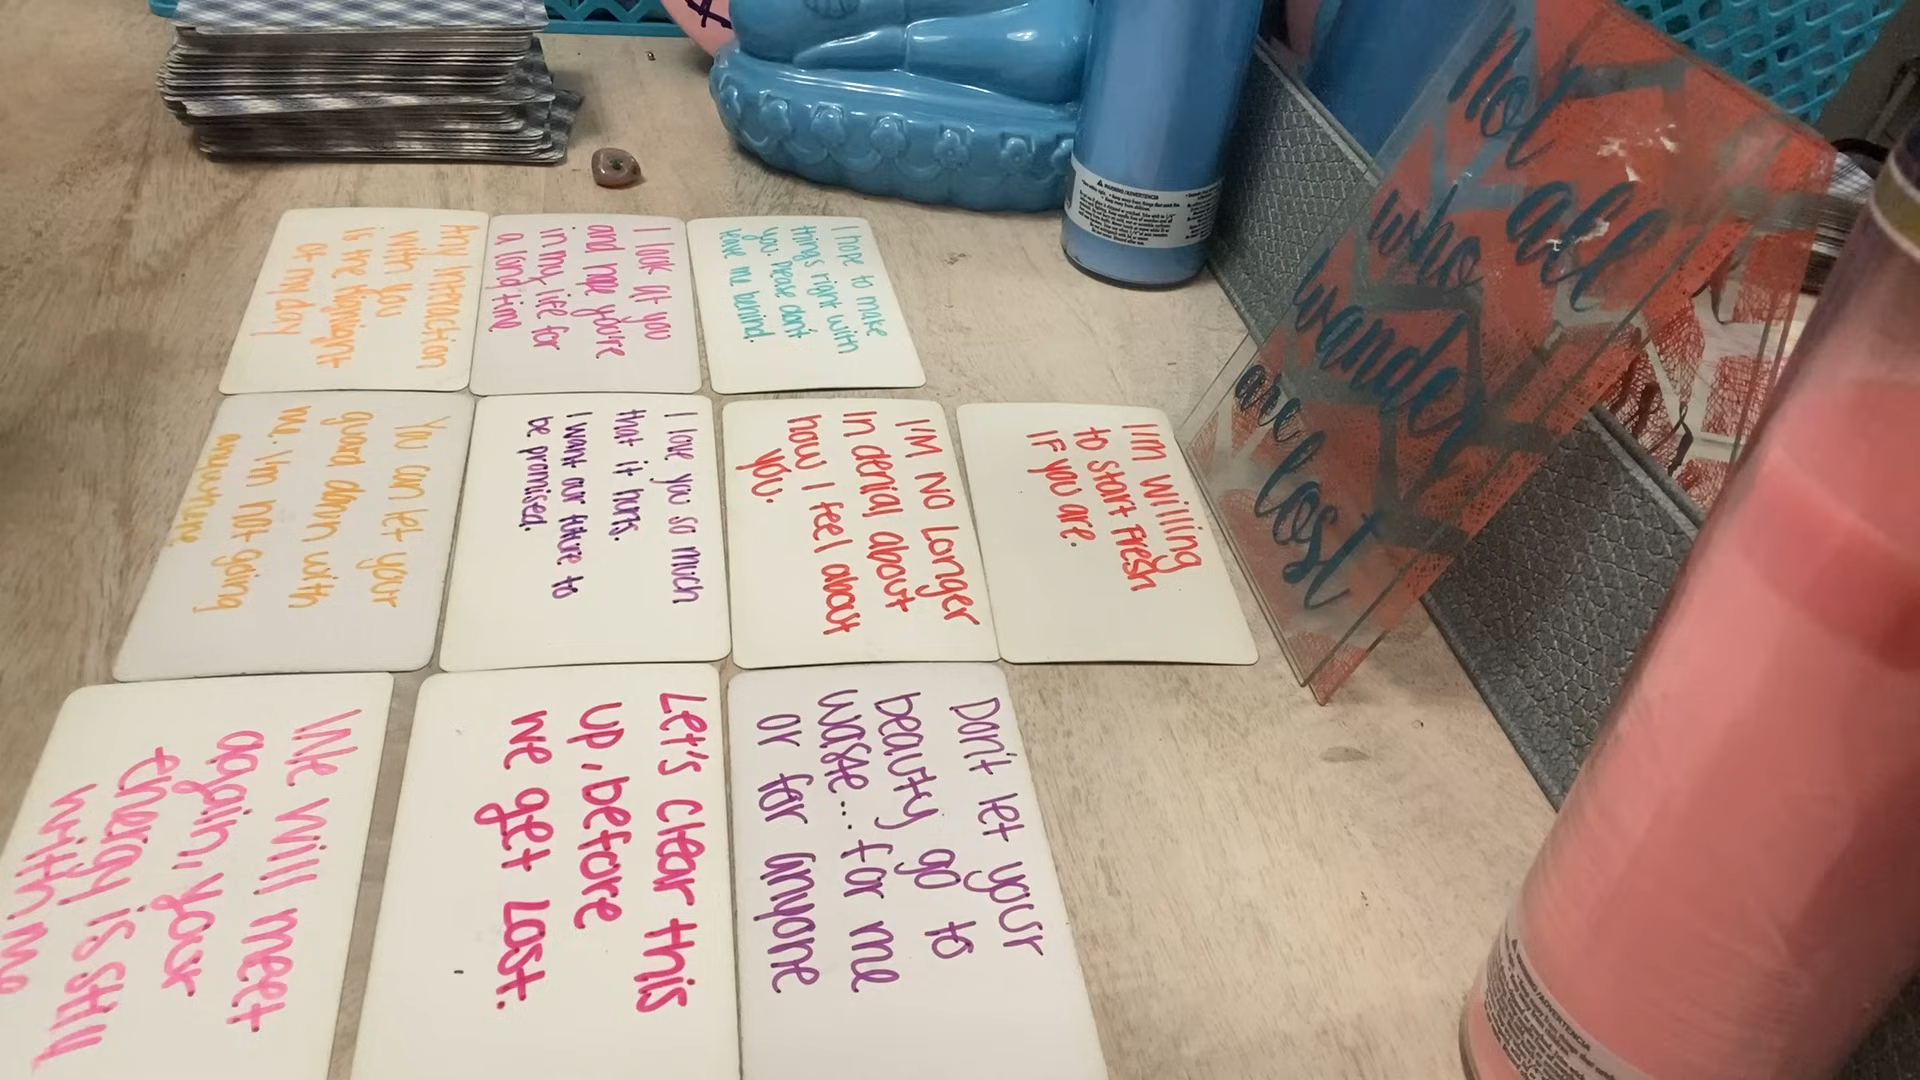 Any interaction
with you
is the highlight
of my day
I look at you
and hope you're
in my life for
a long time
I hope to make
things right with
you. Please don't
leave me behind.
You can let your
guard down with
me. I'm not going
anywhere
I love you so much
that it hurts.
I want our future to
be promised.
I'M NO LONGER
In denial about
how I feel about
you.
I'm willing
to start Fresh
IF you are.
We will meet
again, your
energy is still
with me
Let's clear this
up, before
we get Lost.
Don't let your
beauty go to
waste... for me
or for anyone
not
all
who
wander
are lost
WARNING/ADVERTENCIA
WARNING/ADVERTENCIA